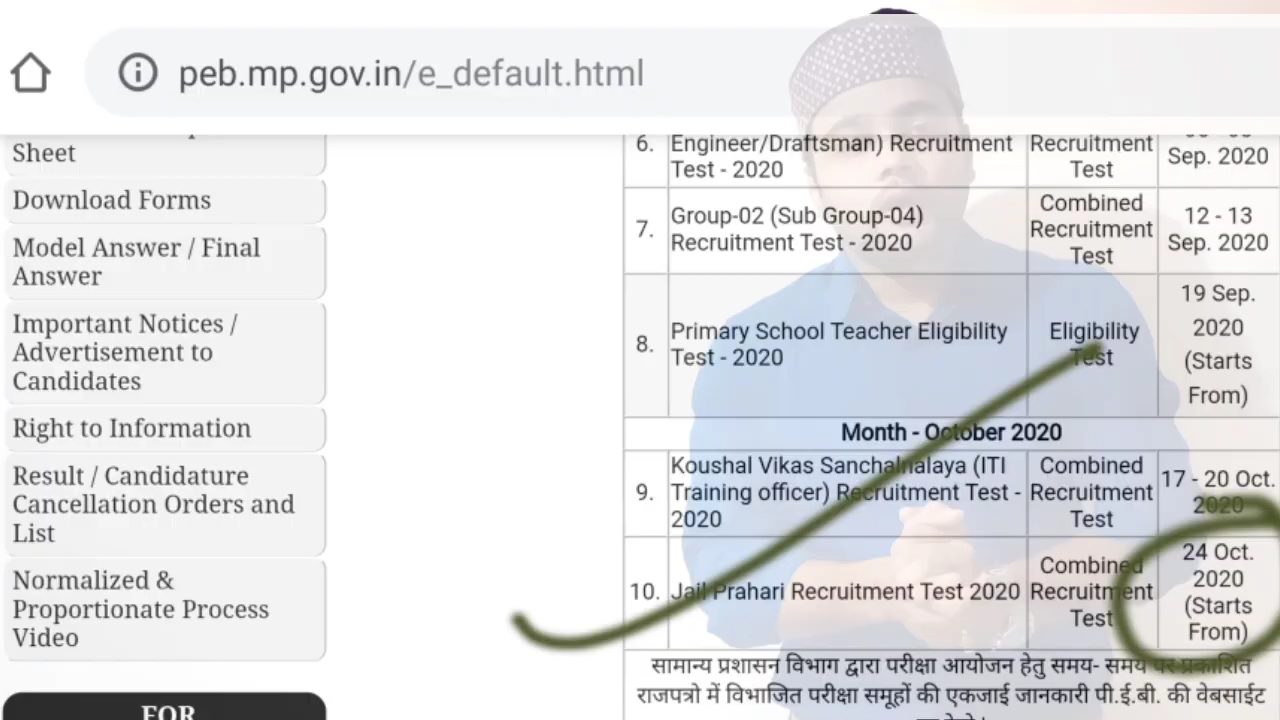 peb.mp.gov.in/e_default.html
Sheet
Download Forms
Model Answer / Final
Answer
Important Notices /
Advertisement to
Candidates
Right to Information
Result / Candidature
Cancellation Orders and
List
Normalized &
Proportionate Process
Video
FOR
6. Engineer/Draftsman) Recruitment
Test - 2020
Recruitment
Test
Sep. 2020
7. Group-02 (Sub Group-04)
Recruitment Test - 2020
Combined
Recruitment
Test
12 - 13
Sep. 2020
8. Primary School Teacher Eligibility
Test - 2020
Eligibility
Test
19 Sep.
2020
(Starts
From)
Month - October 2020
9. Koushal Vikas Sanchalnalaya (ITI
Training officer) Recruitment Test -
2020
Combined
Recruitment
Test
17 - 20 Oct.
2020
10. Jail Prahari Recruitment Test 2020
Combined
Recruitment
Test
24 Oct.
2020
(Starts
From)
सामान्य प्रशासन विभाग द्वारा परीक्षा आयोजन हेतु समय- समय पर प्रकाशित
राजपत्रो में विभाजित परीक्षा समूहों की एकजाई जानकारी पी.ई.बी. की वेबसाईट